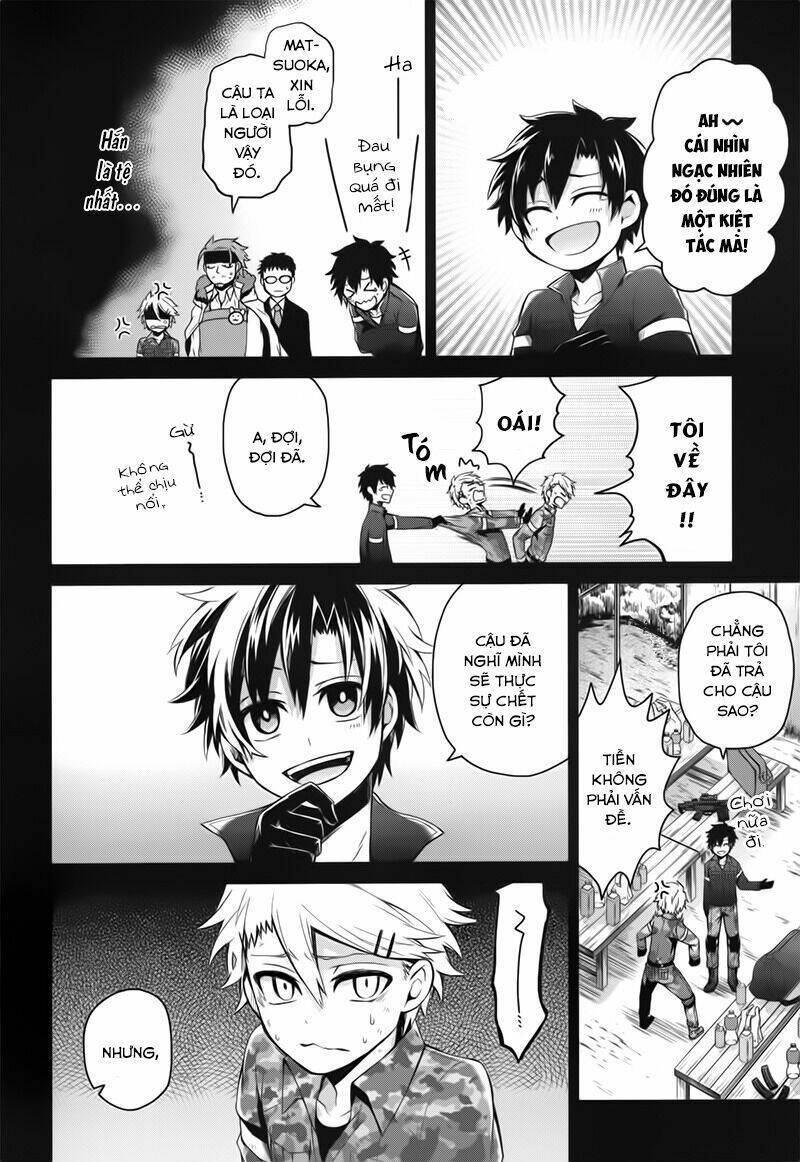 AH
CÁI NHÌN
NGẠC NHIÊN
ĐÓ ĐÚNG LÀ
MỘT KIỆT
TÁC MÀ!
Ha
Đau
Bụng
Quá đi
mất!
MAT-
SUOKA,
XIN
LỖI.
CẬU TA
LÀ LOẠI
NGƯỜI
VẬY
ĐÓ.
Hắn
là tệ
nhất...
TÔI
VỀ
ĐÂY
!!
OÁI!
Tóm
A, ĐỢI,
ĐỢI ĐÃ.
Gừ
Không
thể chịu
nổi.
CHẲNG
PHẢI TÔI
ĐÃ TRẢ
CHO CẬU
SAO?
TIỀN
KHÔNG
PHẢI VẤN
ĐỀ.
Chơi
nữa
đi
CẬU ĐÃ
NGHĨ MÌNH
SẼ THỰC
SỰ CHẾT
CÒN GÌ?
NHƯNG,